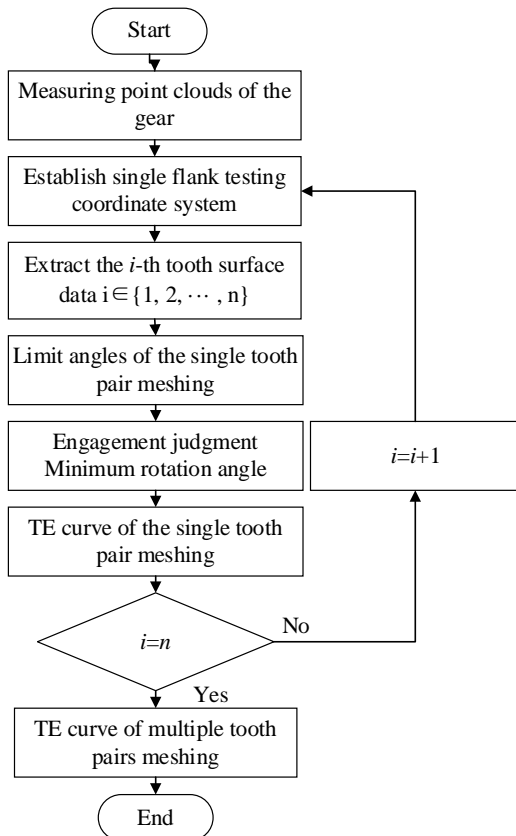 Start
Measuring point clouds of the
gear
Establish single flank testing
coordinate system
Extract the i-th tooth surface
data i∈{1, 2, ⋯ , n}
Limit angles of the single tooth
pair meshing
Engagement judgment
Minimum rotation angle
i=i+1
TE curve of the single tooth
pair meshing
i=n
No
Yes
TE curve of multiple tooth
pairs meshing
End